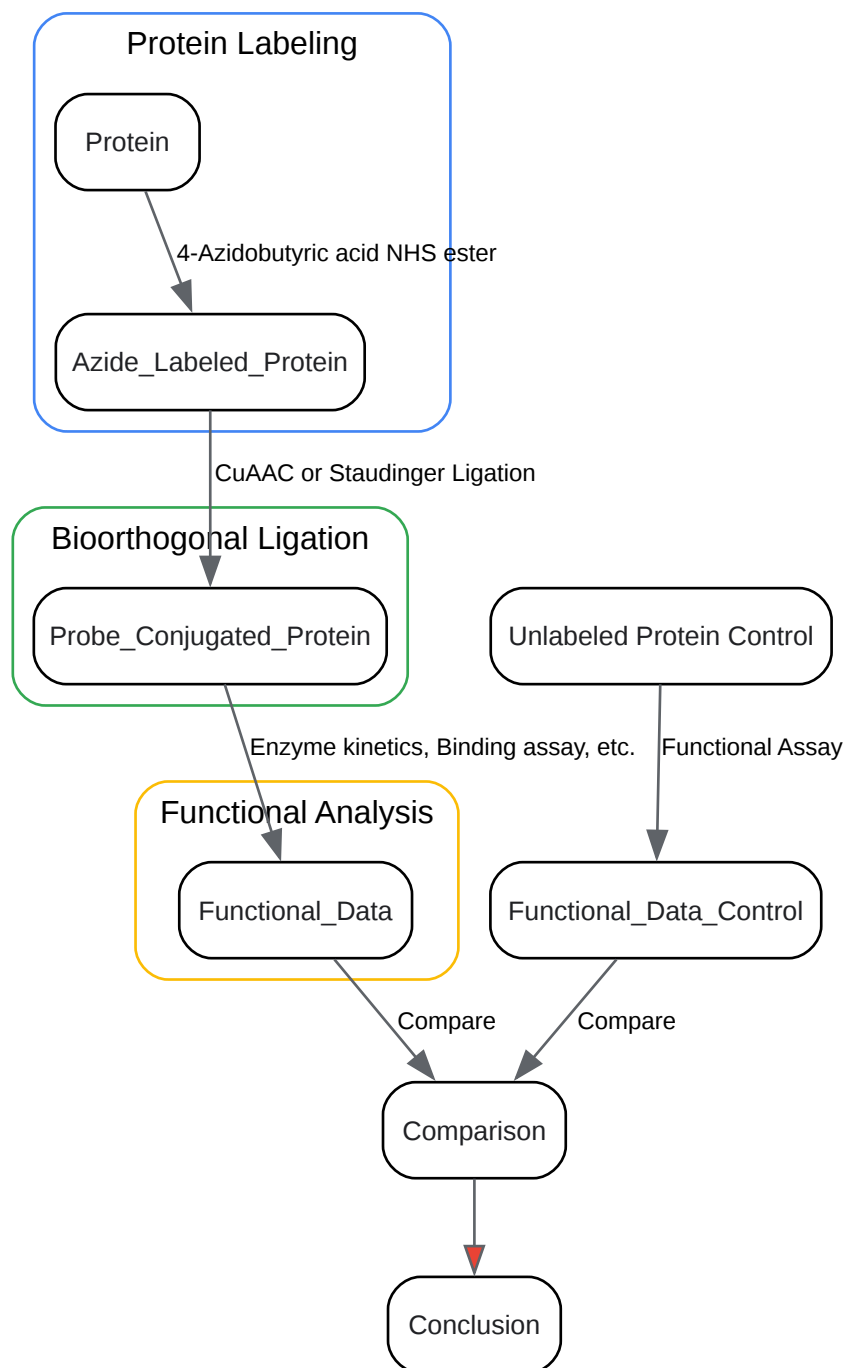 Protein Labeling
Protein
4-Azidobutyric acid NHS ester
Azide_Labeled_Protein
CuAAC or Staudinger Ligation
Bioorthogonal Ligation
Probe_Conjugated_Protein
Unlabeled Protein Control
Enzyme kinetics, Binding assay, etc.
Functional Assay
Functional Analysis
Functional_Data
Functional_Data_Control
Compare
Compare
Comparison
Conclusion